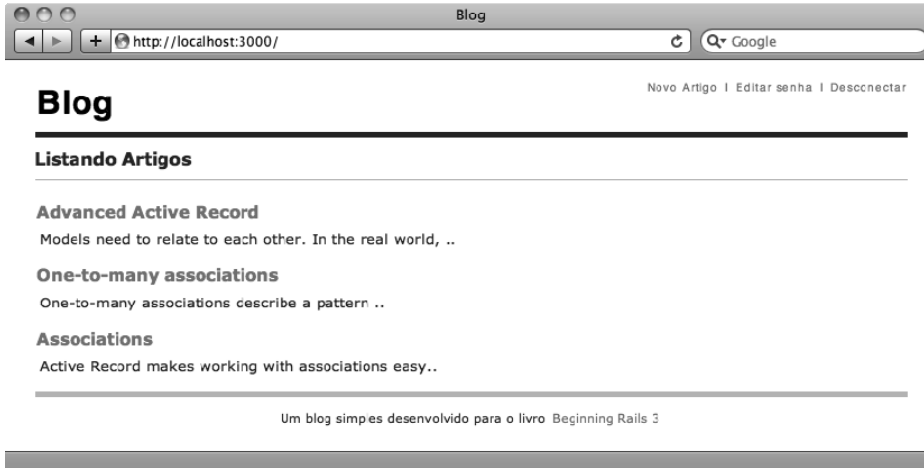 Blog
http://localhost:3000/
Google
Novo Artigo | Editar senha | Desconectar
Blog
Listando Artigos
Advanced Active Record
Models need to relate to each other. In the real world, ..
One-to-many associations
One-to-many associations describe a pattern ..
Associations
Active Record makes working with associations easy..
Um blog simples desenvolvido para o livro Beginning Rails 3